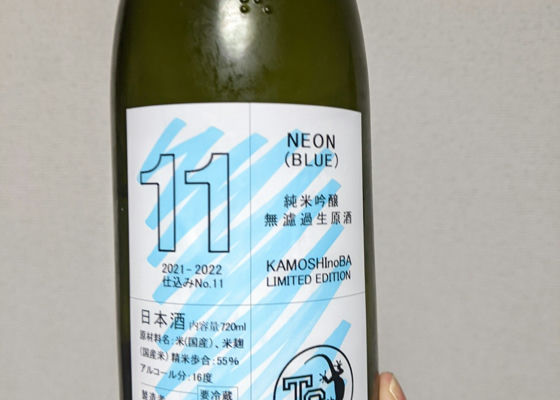 11
2021-2022
仕込みNo.11
NEON
(BLUE)
純米吟醸
無濾過生原酒
KAMOSHInoBA
LIMITED EDITION
日本酒 内容量720ml
原材料名:米(国産)、米麹
(国産米) 精米歩合:55%
アルコール分:16度
製造者
要冷蔵